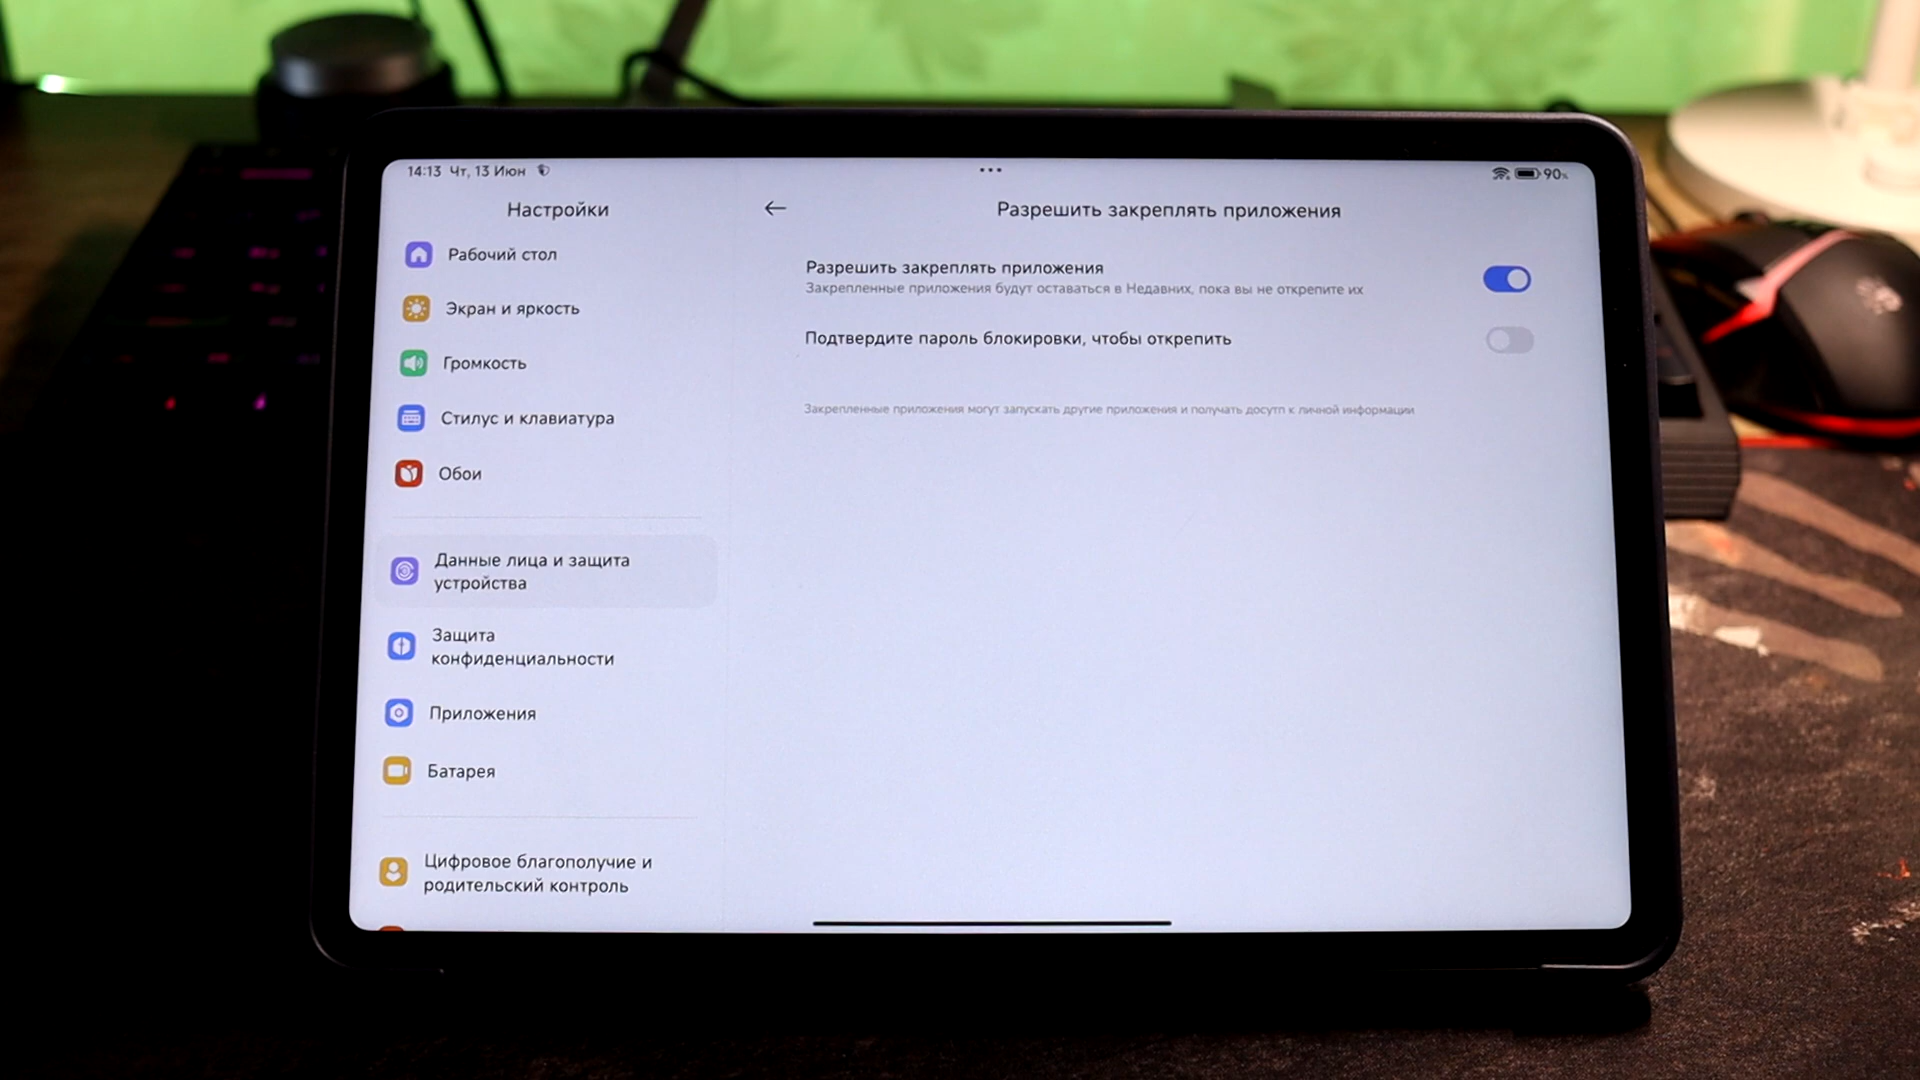 14:13 Чт, 13 Июн
90%
Настройки
Рабочий стол
Экран и яркость
Громкость
Стилус и клавиатура
Обои
Данные лица и защита
устройства
Защита
конфиденциальности
Приложения
Батарея
Цифровое благополучие и
родительский контроль
Разрешить закреплять приложения
Разрешить закреплять приложения
Закрепленные приложения будут оставаться в Недавних, пока вы не открепите их
Подтвердите пароль блокировки, чтобы открепить
Закрепленные приложения могут запускать другие приложения и получать досутп к личной информации